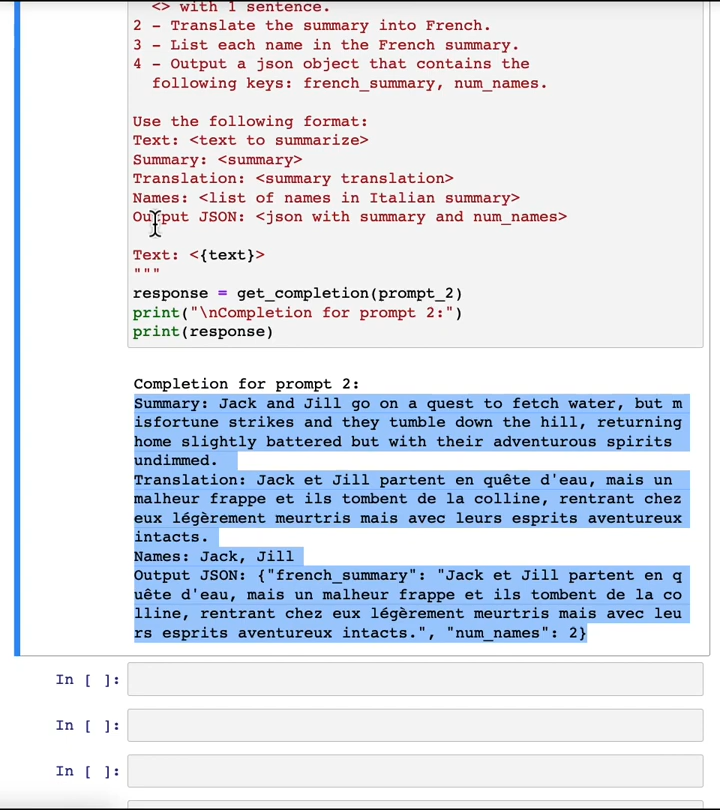 <> with 1 sentence.
2 - Translate the summary into French.
3 - List each name in the French summary.
4 - Output a json object that contains the
following keys: french_summary, num_names.
Use the following format:
Text: <text to summarize>
Summary: <summary>
Translation: <summary translation>
Names: <list of names in Italian summary>
Output JSON: <json with summary and num_names>
Text: <{text}>
"""
response = get_completion(prompt_2)
print("\nCompletion for prompt 2:")
print(response)
Completion for prompt 2:
Summary: Jack and Jill go on a quest to fetch water, but m
isfortune strikes and they tumble down the hill, returning
home slightly battered but with their adventurous spirits
undimmed.
Translation: Jack et Jill partent en quête d'eau, mais un
malheur frappe et ils tombent de la colline, rentrant chez
eux légèrement meurtris mais avec leurs esprits aventureux
intacts.
Names: Jack, Jill
Output JSON: {"french_summary": "Jack et Jill partent en q
uête d'eau, mais un malheur frappe et ils tombent de la co
lline, rentrant chez eux légèrement meurtris mais avec leu
rs esprits aventureux intacts.", "num_names": 2}
In [ ]:
In [ ]:
In [ ]: